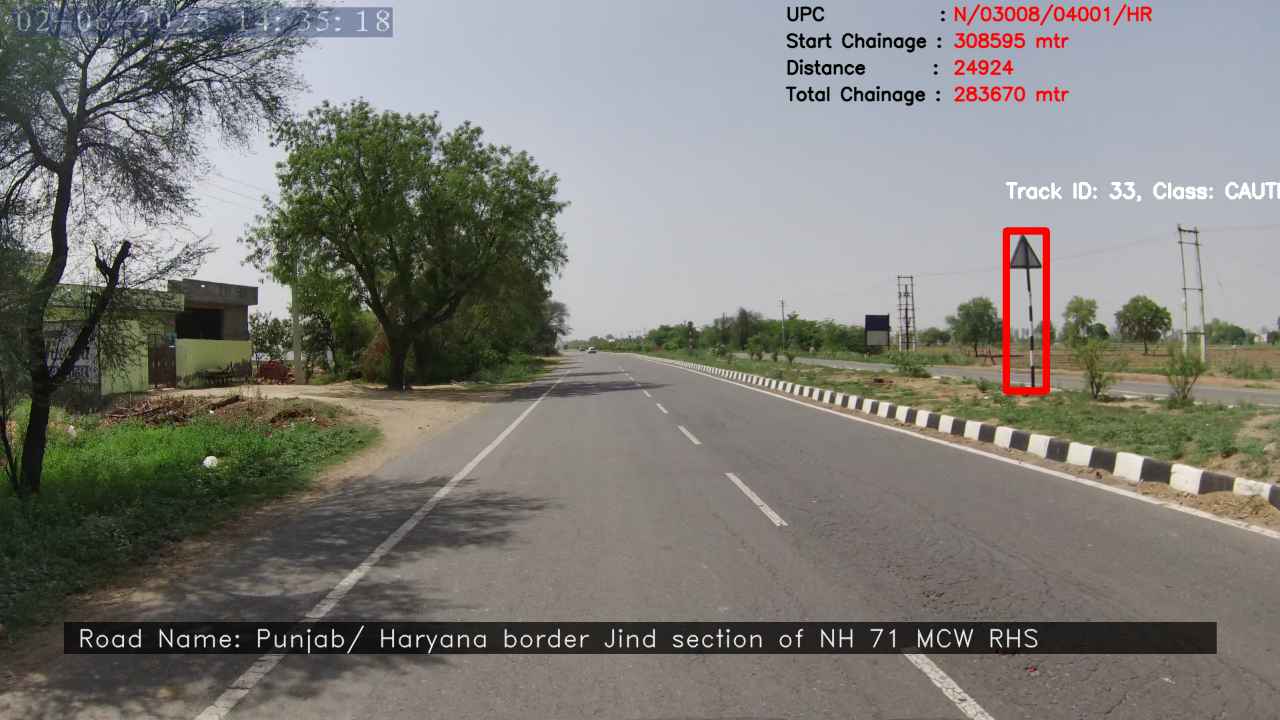 02-06-2025 14:35:18
UPC : N/03008/04001/HR
Start Chainage : 308595 mtr
Distance : 24924
Total Chainage : 283670 mtr
Track ID: 33, Class: CAUTI
Road Name: Punjab/ Haryana border Jind section of NH 71 MCW RHS